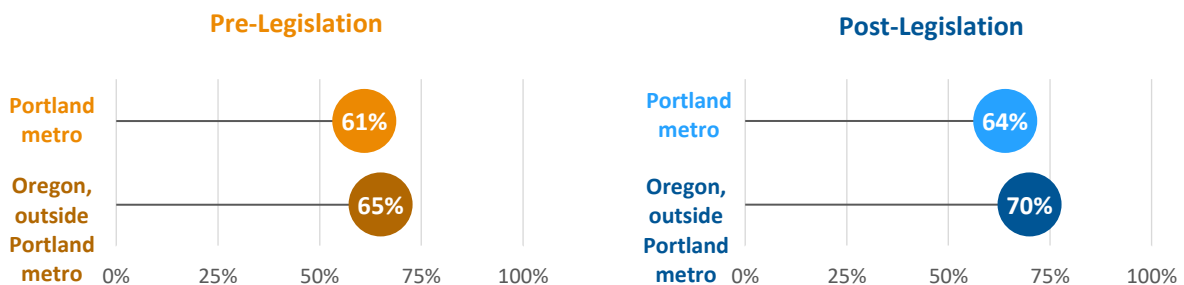 Pre-Legislation
Portland
metro
61%
Oregon,
outside
Portland
metro
65%
0%
25%
50%
75%
100%
Post-Legislation
Portland
metro
64%
Oregon,
outside
Portland
metro
70%
0%
25%
50%
75%
100%